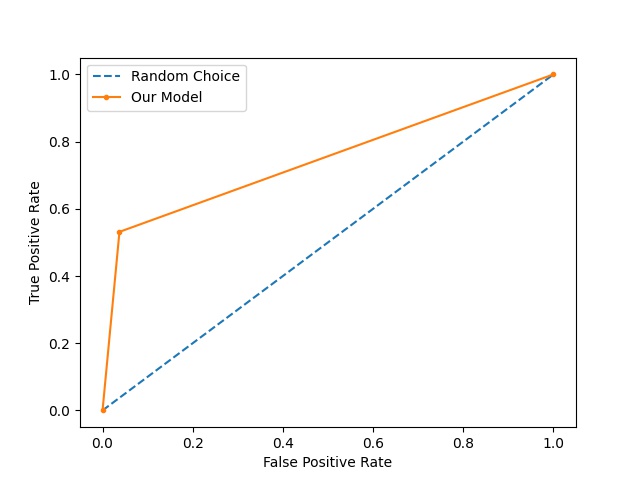 Random Choice
Our Model
1.0
0.8
0.6
0.4
0.2
0.0
True Positive Rate
0.0 0.2 0.4 0.6 0.8 1.0
False Positive Rate